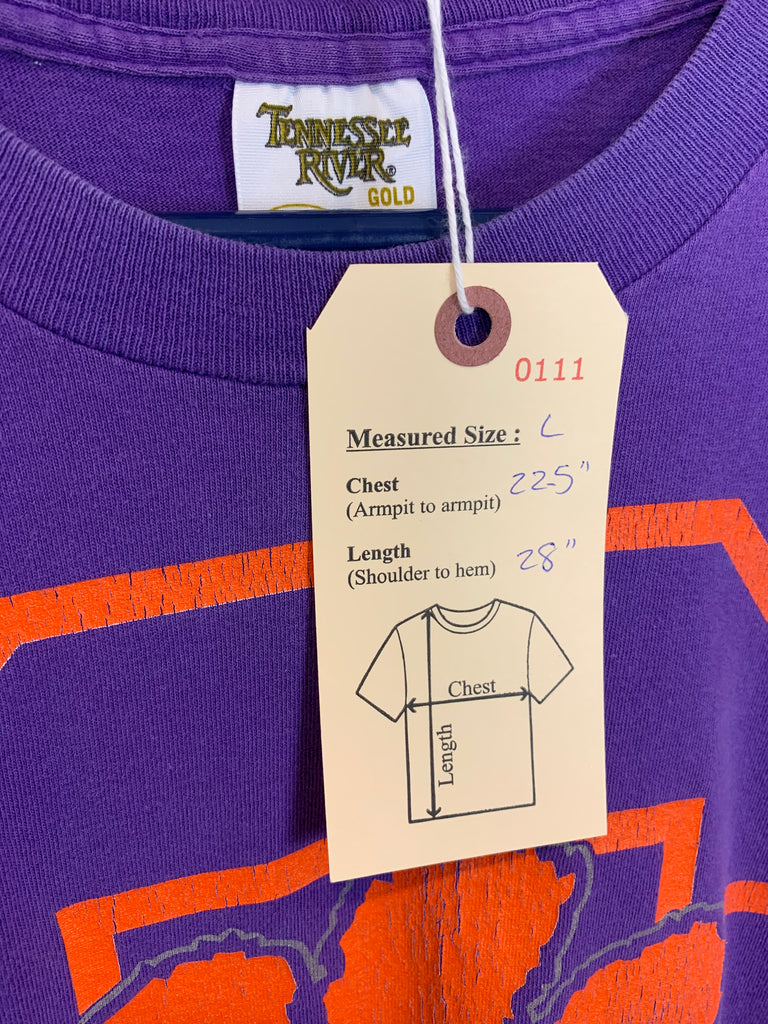 TENNESSEE
RIVER®
GOLD
0111
Measured Size : L
Chest 22.5"
(Armpit to armpit)
Length 28"
(Shoulder to hem)
Chest
Length